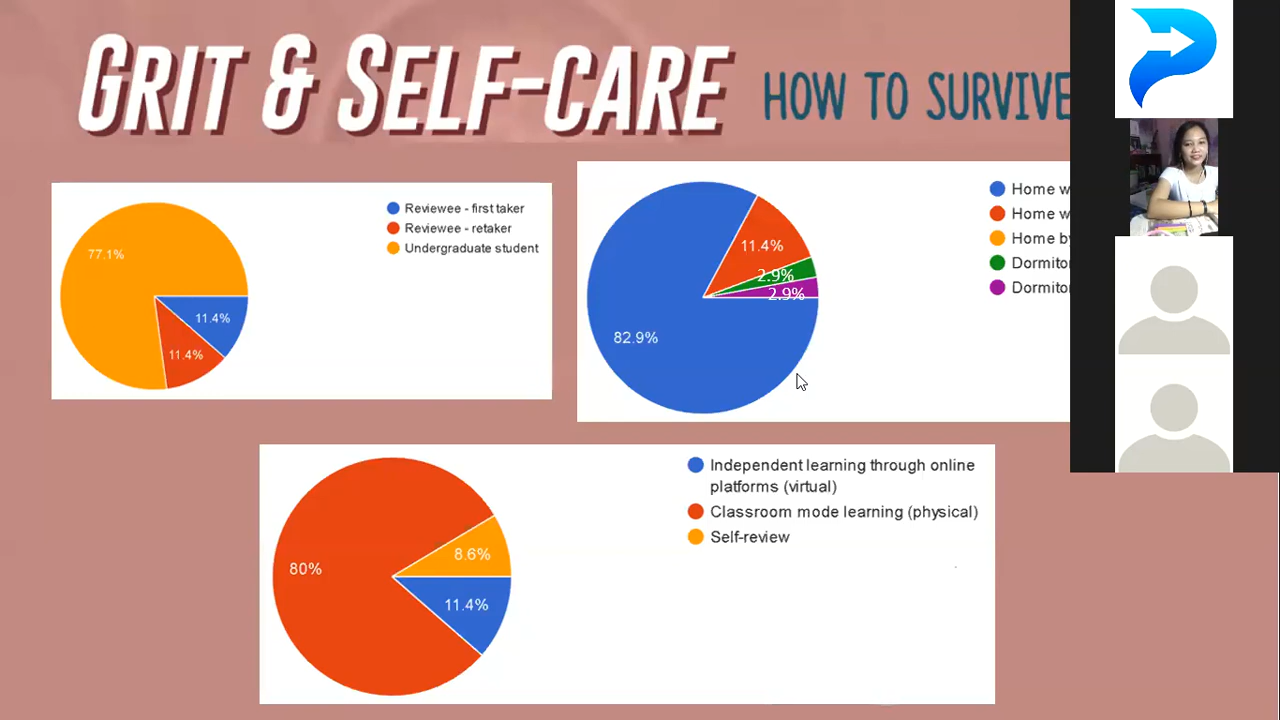 GRIT & SELF-CARE HOW TO SURVIVE
77.1%
11.4%
11.4%
Reviewee - first taker
Reviewee - retaker
Undergraduate student
82.9%
11.4%
2.9%
2.9%
Home
Home
Home
80%
8.6%
11.4%
Independent learning through online
platforms (virtual)
Classroom mode learning (physical)
Self-review